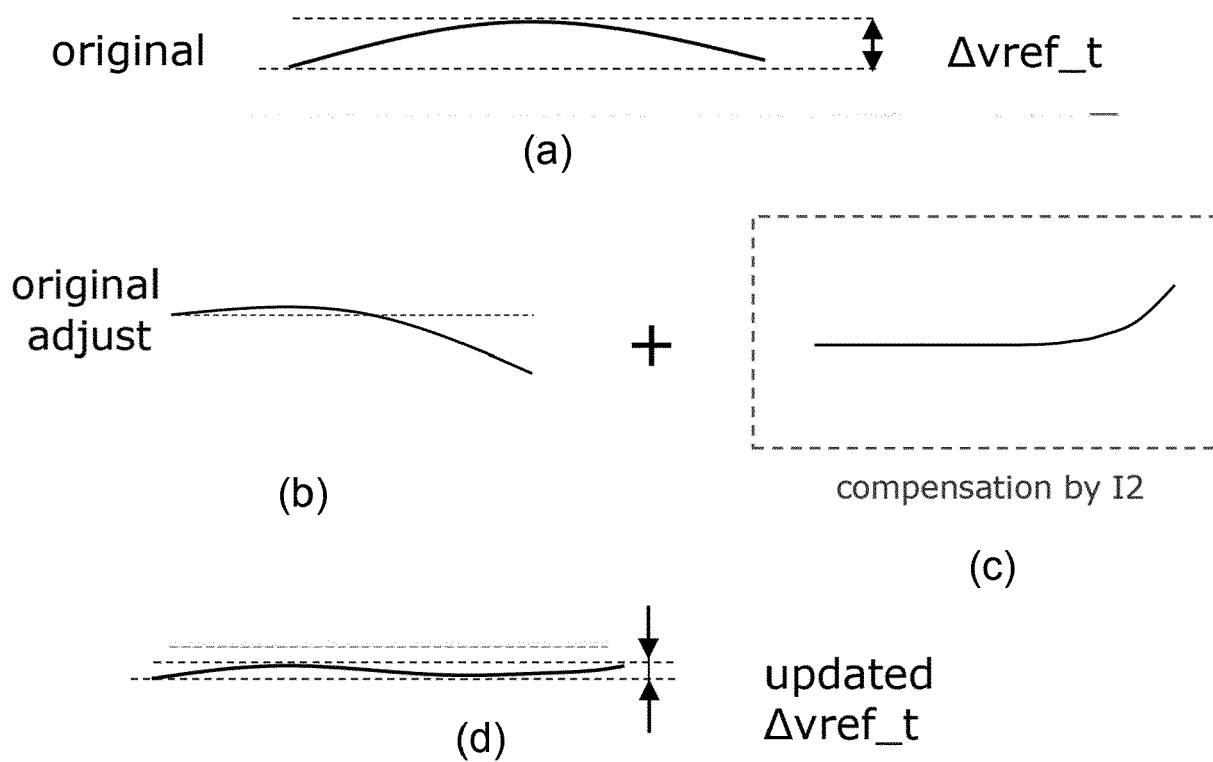 original
Δvref_t
(a)
original
adjust
+
(b)
compensation by I2
(c)
updated
Δvref_t
(d)